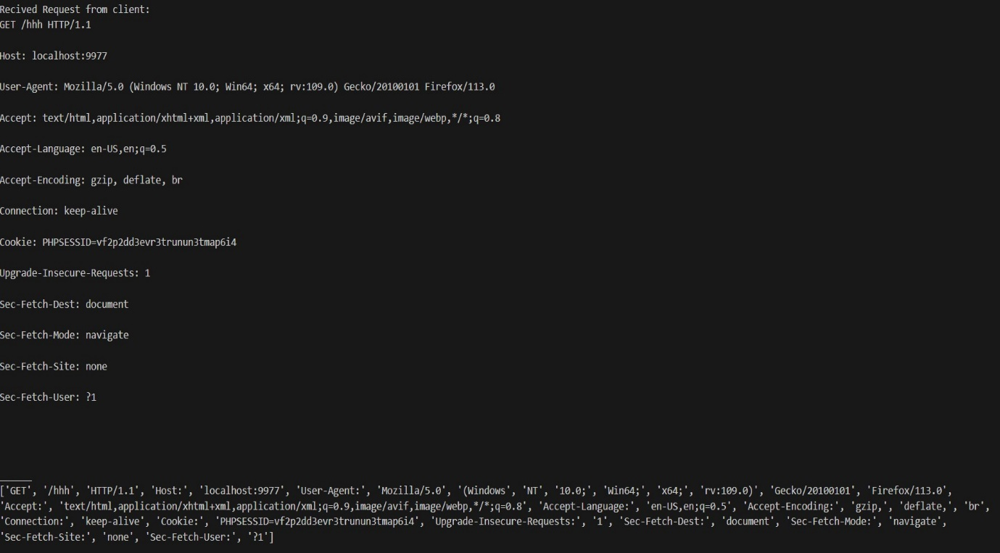 Recived Request from client:
GET /hhh HTTP/1.1
Host: localhost:9977
User-Agent: Mozilla/5.0 (Windows NT 10.0; Win64; x64; rv:109.0) Gecko/20100101 Firefox/113.0
Accept: text/html,application/xhtml+xml,application/xml;q=0.9,image/avif,image/webp,*/*;q=0.8
Accept-Language: en-US,en;q=0.5
Accept-Encoding: gzip, deflate, br
Connection: keep-alive
Cookie: PHPSESSID=vf2p2dd3evr3trunun3tmap6i4
Upgrade-Insecure-Requests: 1
Sec-Fetch-Dest: document
Sec-Fetch-Mode: navigate
Sec-Fetch-Site: none
Sec-Fetch-User: ?1
______
['GET', '/hhh', 'HTTP/1.1', 'Host:', 'localhost:9977', 'User-Agent:', 'Mozilla/5.0', '(Windows', 'NT', '10.0;', 'Win64;', 'x64;', 'rv:109.0)', 'Gecko/20100101', 'Firefox/113.0',
'Accept:', 'text/html,application/xhtml+xml,application/xml;q=0.9,image/avif,image/webp,*/*;q=0.8', 'Accept-Language:', 'en-US,en;q=0.5', 'Accept-Encoding:', 'gzip,', 'deflate,', 'br',
'Connection:', 'keep-alive', 'Cookie:', 'PHPSESSID=vf2p2dd3evr3trunun3tmap6i4', 'Upgrade-Insecure-Requests:', '1', 'Sec-Fetch-Dest:', 'document', 'Sec-Fetch-Mode:', 'navigate',
'Sec-Fetch-Site:', 'none', 'Sec-Fetch-User:', '?1']